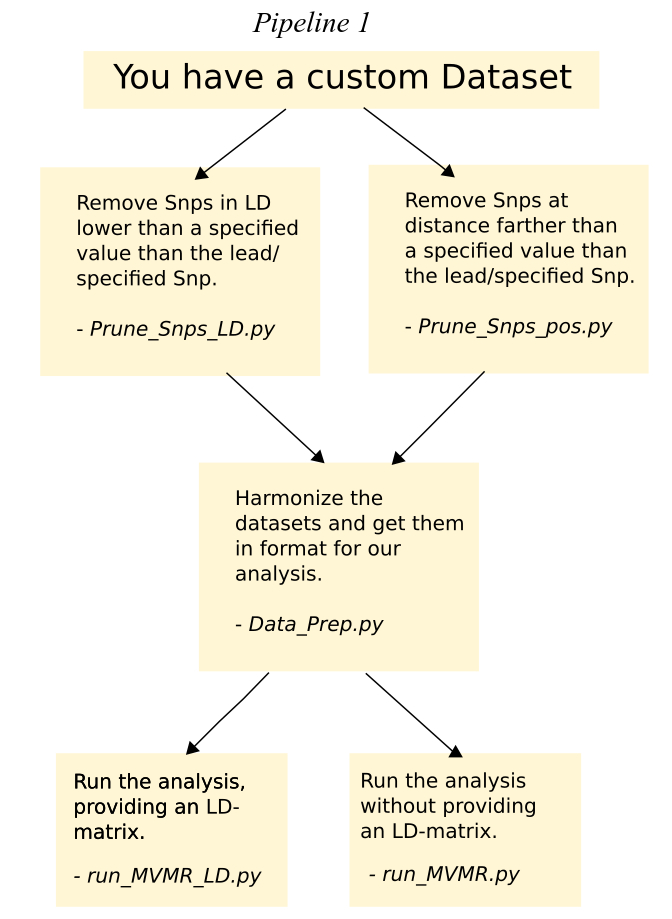 Pipeline 1
You have a custom Dataset
Remove Snps in LD
lower than a specified
value than the lead/
specified Snp.
- Prune_Snps_LD.py
Remove Snps at
distance farther than
a specified value than
the lead/specified Snp.
- Prune_Snps_pos.py
Harmonize the
datasets and get them
in format for our
analysis.
- Data_Prep.py
Run the analysis,
providing an LD-
matrix.
- run_MVMR_LD.py
Run the analysis
without providing
an LD-matrix.
- run_MVMR.py